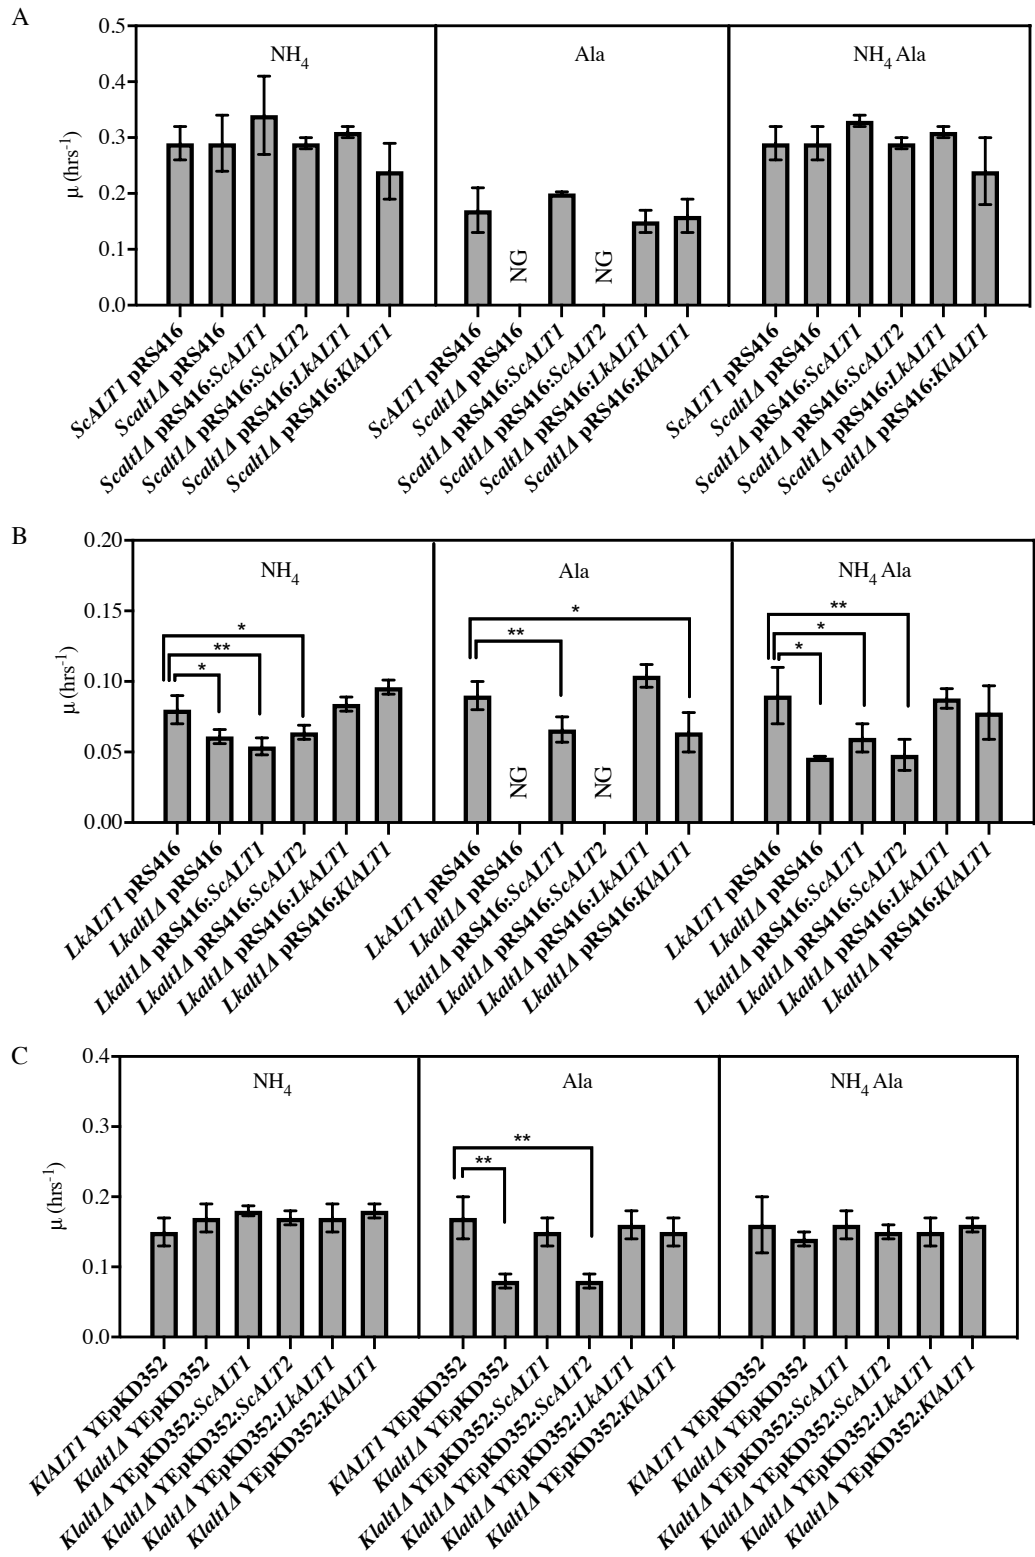 A
0.5
0.4
0.3
0.2
0.1
0.0
μ (hrs-1)
NH4
Ala
NH4 Ala
NG
NG
ScALT1 pRS416
Scalt1Δ pRS416
Scalt1Δ pRS416:ScALT1
Scalt1Δ pRS416:ScALT2
Scalt1Δ pRS416:LkALT1
Scalt1Δ pRS416:KlALT1
ScALT1 pRS416
Scalt1Δ pRS416
Scalt1Δ pRS416:ScALT1
Scalt1Δ pRS416:ScALT2
Scalt1Δ pRS416:LkALT1
Scalt1Δ pRS416:KlALT1
ScALT1 pRS416
Scalt1Δ pRS416
Scalt1Δ pRS416:ScALT1
Scalt1Δ pRS416:ScALT2
Scalt1Δ pRS416:LkALT1
Scalt1Δ pRS416:KlALT1
B
0.20
0.15
0.10
0.05
0.00
μ (hrs-1)
NH4
*
**
*
Ala
*
**
NG
NG
NH4 Ala
**
*
*
LkALT1 pRS416
Lkalt1Δ pRS416
Lkalt1Δ pRS416:ScALT1
Lkalt1Δ pRS416:ScALT2
Lkalt1Δ pRS416:LkALT1
Lkalt1Δ pRS416:KlALT1
LkALT1 pRS416
Lkalt1Δ pRS416
Lkalt1Δ pRS416:ScALT1
Lkalt1Δ pRS416:ScALT2
Lkalt1Δ pRS416:LkALT1
Lkalt1Δ pRS416:KlALT1
LkALT1 pRS416
Lkalt1Δ pRS416
Lkalt1Δ pRS416:ScALT1
Lkalt1Δ pRS416:ScALT2
Lkalt1Δ pRS416:LkALT1
Lkalt1Δ pRS416:KlALT1
C
0.4
0.3
0.2
0.1
0.0
μ (hrs-1)
NH4
Ala
**
**
NH4 Ala
KlALT1 YEpKD352
Klalt1Δ YEpKD352
Klalt1Δ YEpKD352:ScALT1
Klalt1Δ YEpKD352:ScALT2
Klalt1Δ YEpKD352:LkALT1
Klalt1Δ YEpKD352:KlALT1
KlALT1 YEpKD352
Klalt1Δ YEpKD352
Klalt1Δ YEpKD352:ScALT1
Klalt1Δ YEpKD352:ScALT2
Klalt1Δ YEpKD352:LkALT1
Klalt1Δ YEpKD352:KlALT1
KlALT1 YEpKD352
Klalt1Δ YEpKD352
Klalt1Δ YEpKD352:ScALT1
Klalt1Δ YEpKD352:ScALT2
Klalt1Δ YEpKD352:LkALT1
Klalt1Δ YEpKD352:KlALT1